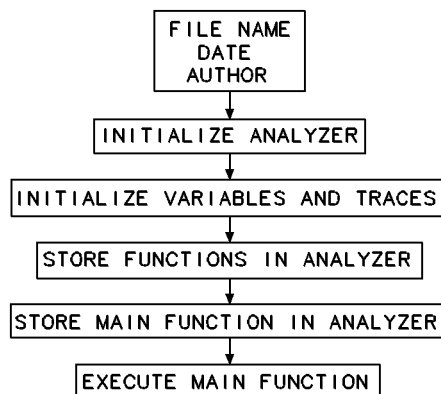 FILE NAME
DATE
AUTHOR
INITIALIZE ANALYZER
INITIALIZE VARIABLES AND TRACES
STORE FUNCTIONS IN ANALYZER
STORE MAIN FUNCTION IN ANALYZER
EXECUTE MAIN FUNCTION